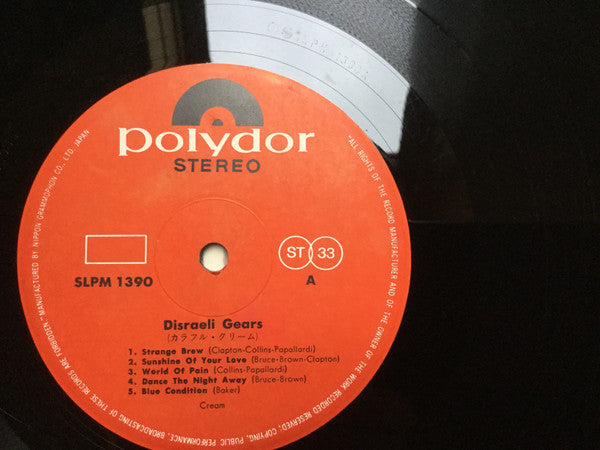 polydor
STEREO
ST 33
SLPM 1390
A
Disraeli Gears
(カラフル・クリーム)
1. Strange Brew (Clapton-Collins-Papallardi)
2. Sunshine Of Your Love (Bruce-Brown-Clapton)
3. World Of Pain (Collins-Papallardi)
4. Dance The Night Away (Bruce-Brown)
5. Blue Condition (Baker)
Cream
"ALL RIGHTS OF THE RECORD MANUFACTURER AND OF THE OWNER OF THE WORK RECORDED RESERVED; COPYING, PUBLIC PERFORMANCE, BROADCASTING OF THESE RECORDS ARE FORBIDDEN" MANUFACTURED BY NIPPON GRAMMOPHON CO., LTD. JAPAN